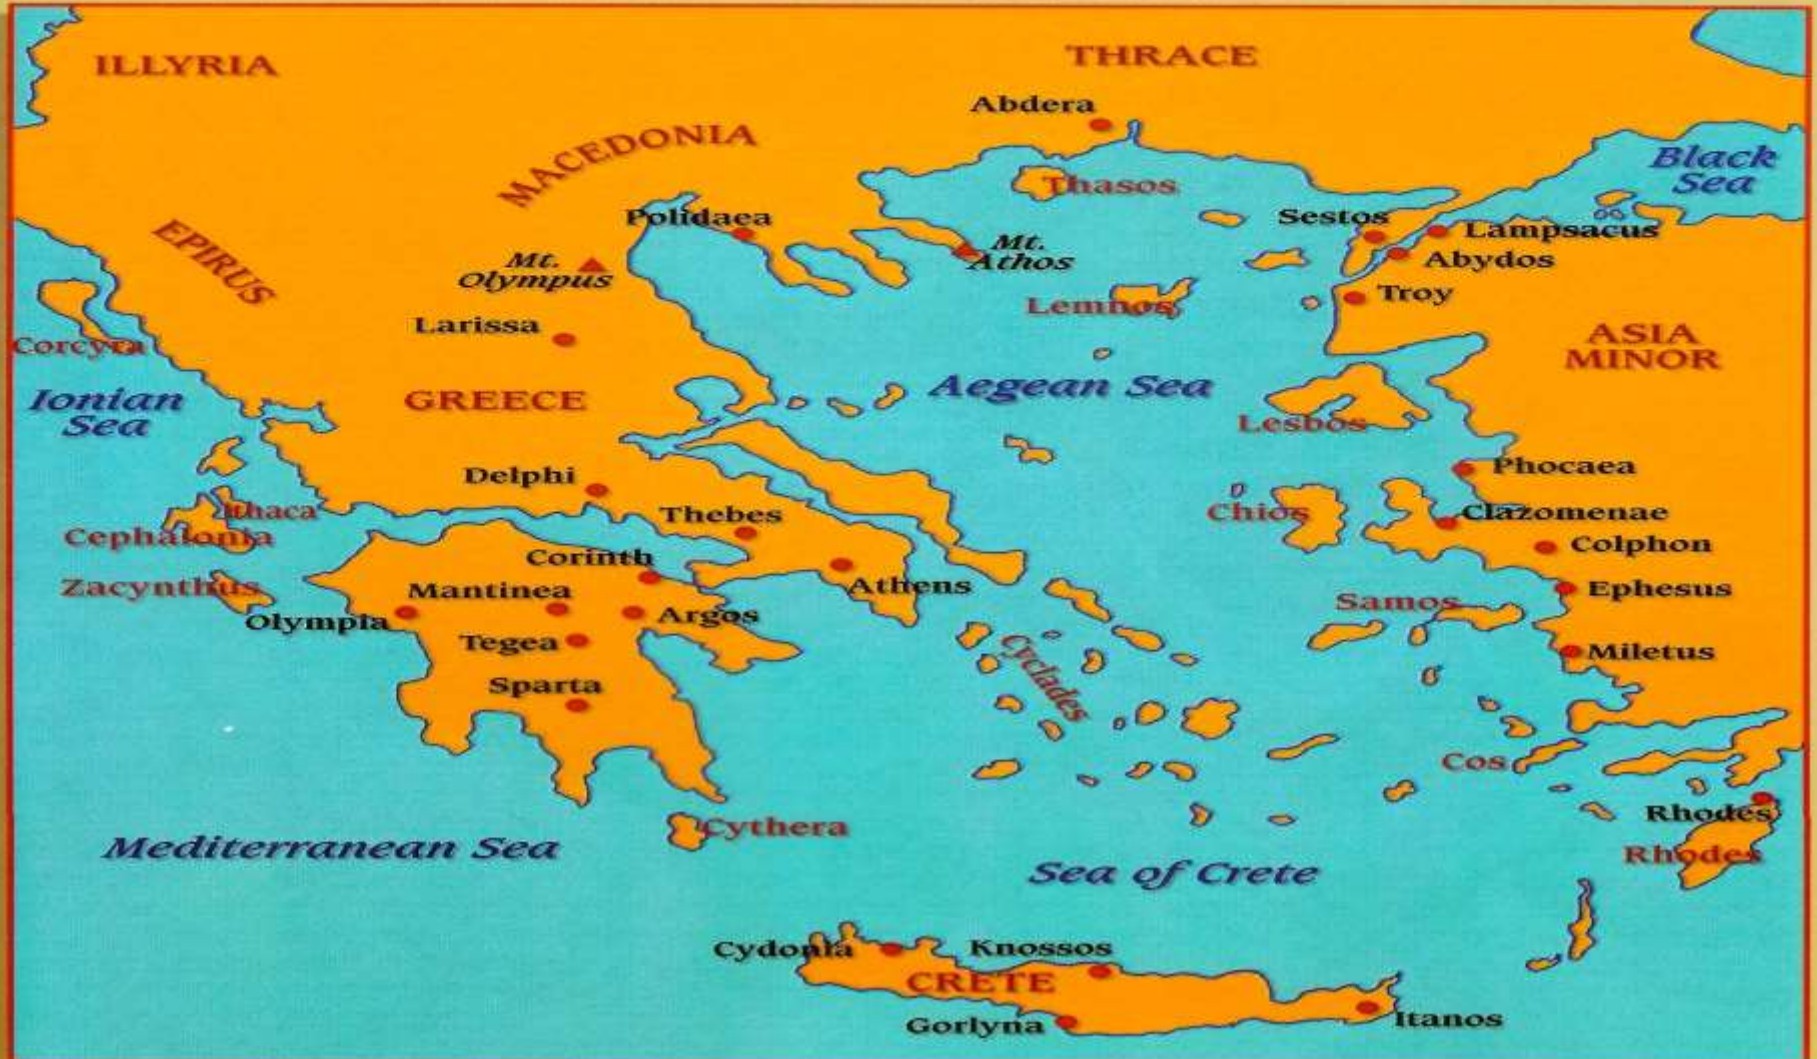 ILLYRIA
THRACE
Abdera
MACEDONIA
Black
Sea
Thasos
Polidaea
Sestos
Lampsacus
EPIRUS
Mt.
Olympus
Mt.
Athos
Abydos
Troy
Lemnos
Larissa
ASIA
MINOR
Corcyra
Ionian
Sea
GREECE
Aegean Sea
Lesbos
Phocaea
Delphi
Ithaca
Thebes
Chios
Clazomenae
Cephalonia
Corinth
Colphon
Zacynthus
Mantinea
Athens
Ephesus
Olympia
Argos
Samos
Tegea
Cyclades
Miletus
Sparta
Cos
Rhodes
Cythera
Mediterranean Sea
Rhodes
Sea of Crete
Cydonia
Knossos
CRETE
Gorlyna
Itanos